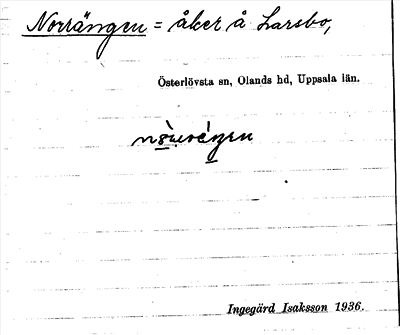 Norrängen = åker å Larsbo,
Österlövsta sn, Olands hd, Uppsala län.
Ingegärd Isaksson 1936.